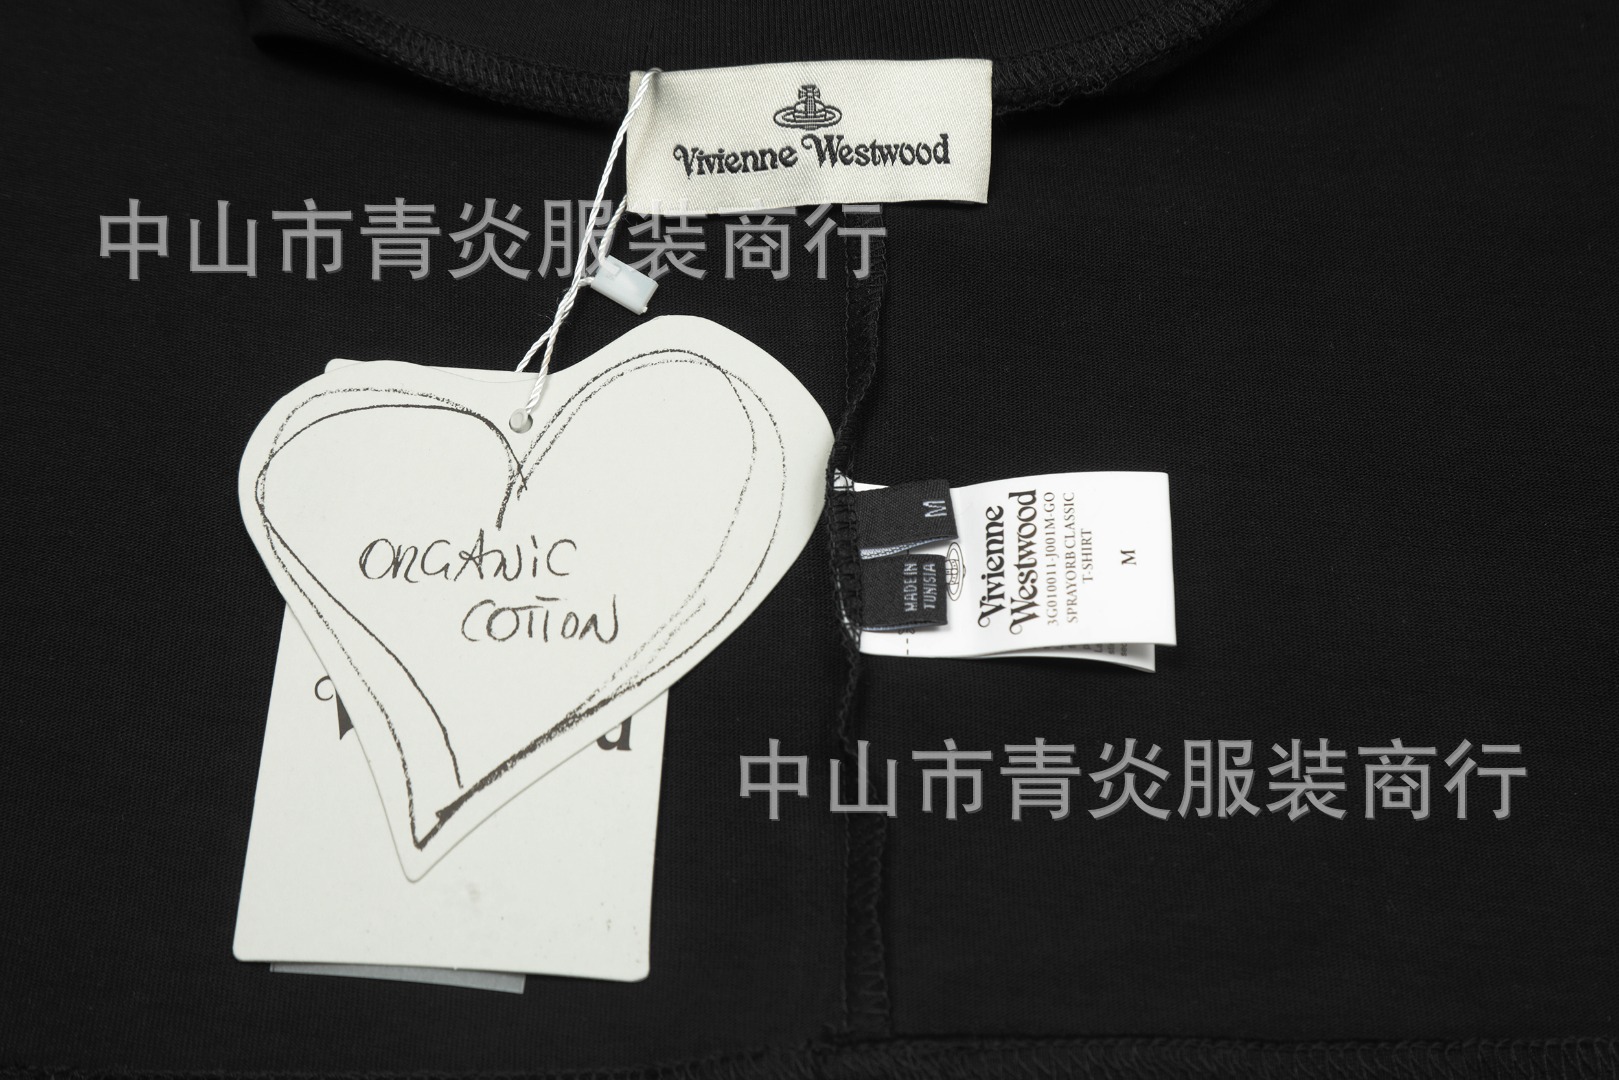 Vivienne Westwood
中山市青炎服装商行
ORGANIC
COTTON
M
MADE IN
TUNISIA
Vivienne
Westwood
3G010011-J001M-GO
SPRAYORB CLASSIC
T-SHIRT
M
中山市青炎服装商行